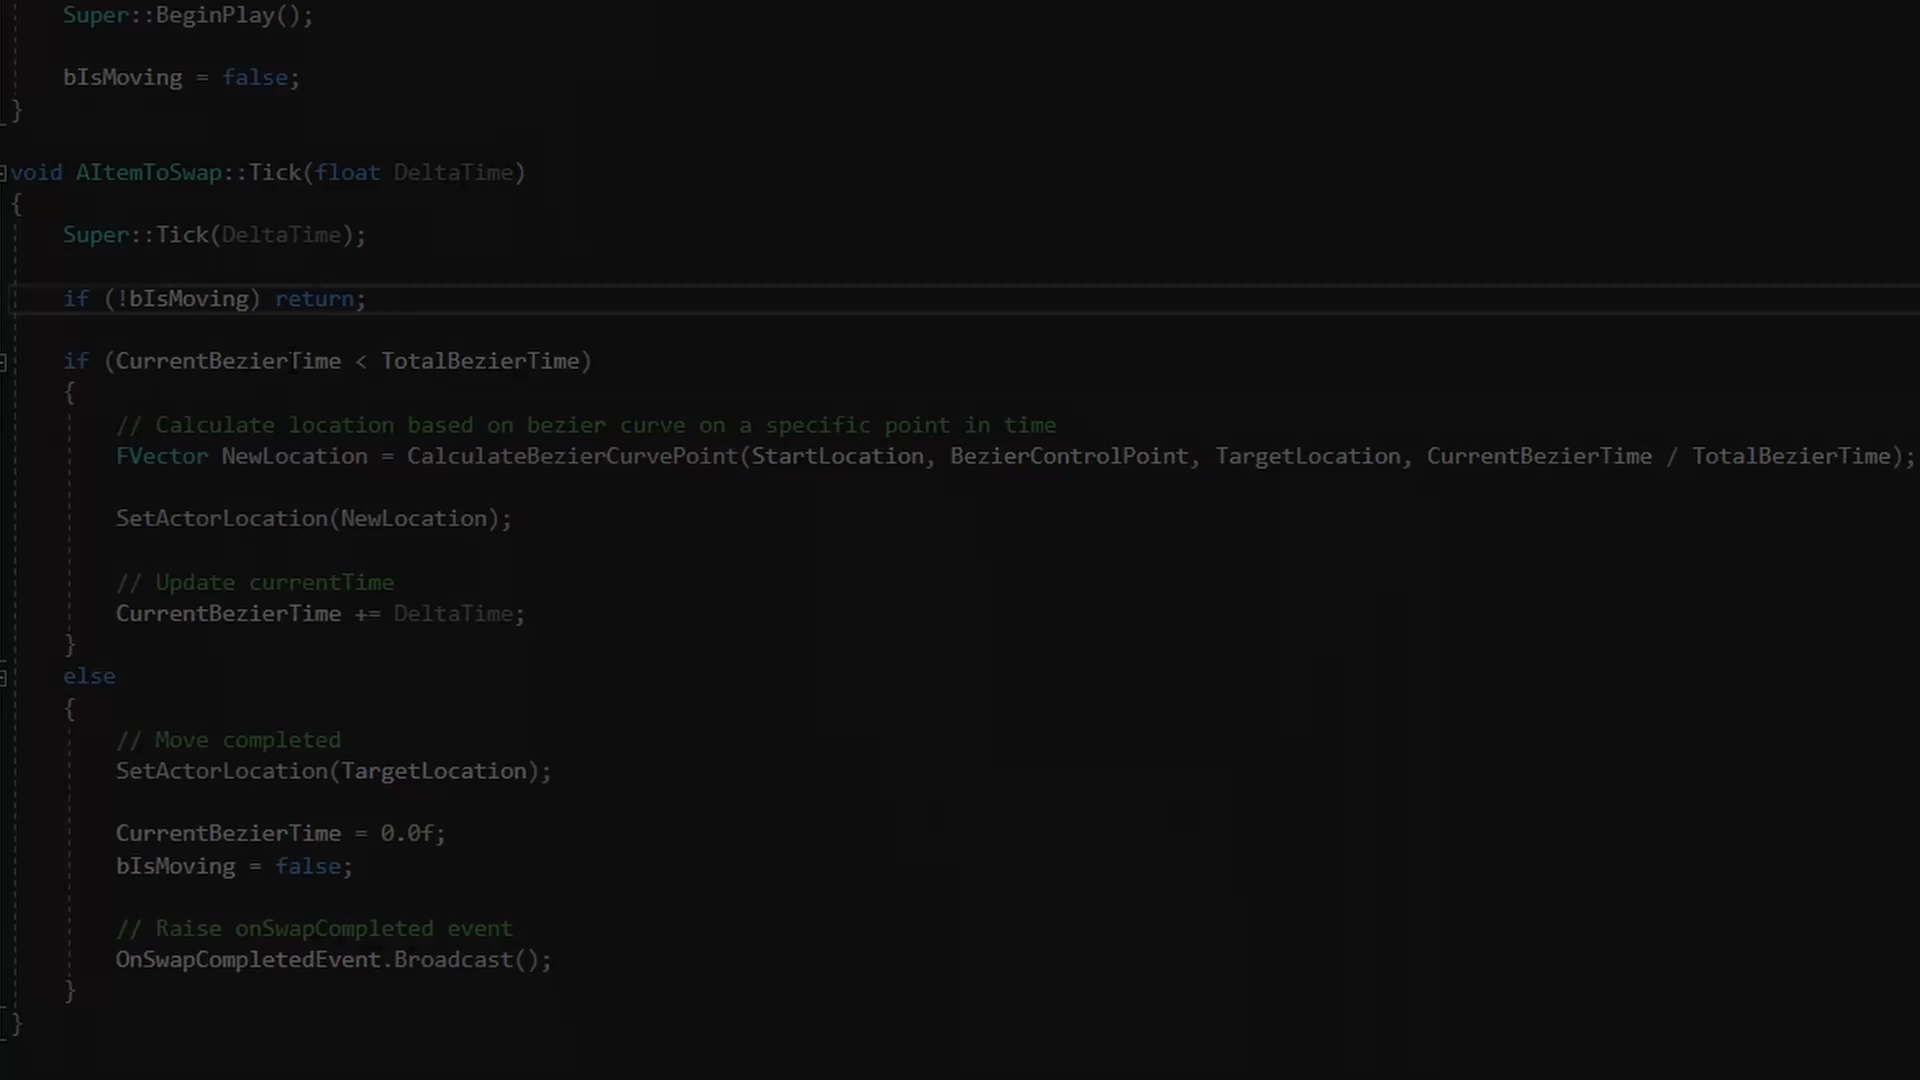 Super::BeginPlay();
bIsMoving = false;
}
void AItemToSwap::Tick(float DeltaTime)
{
Super::Tick(DeltaTime);
if (!bIsMoving) return;
if (CurrentBezierTime < TotalBezierTime)
{
// Calculate location based on bezier curve on a specific point in time
FVector NewLocation = CalculateBezierCurvePoint(StartLocation, BezierControlPoint, TargetLocation, CurrentBezierTime / TotalBezierTime);
SetActorLocation(NewLocation);
// Update currentTime
CurrentBezierTime += DeltaTime;
}
else
{
// Move completed
SetActorLocation(TargetLocation);
CurrentBezierTime = 0.0f;
bIsMoving = false;
// Raise onSwapCompleted event
OnSwapCompletedEvent.Broadcast();
}
}